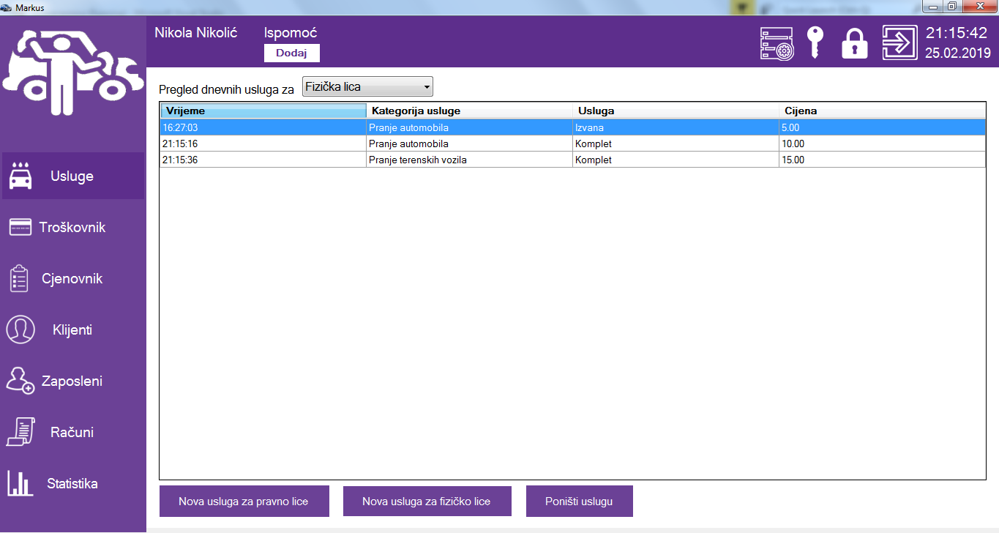 Markus
Nikola Nikolić Ispomoć
Dodaj
21:15:42
25.02.2019
Usluge
Troškovnik
Cjenovnik
Klijenti
Zaposleni
Računi
Statistika
Pregled dnevnih usluga za Fizička lica
Vrijeme Kategorija usluge Usluga Cijena
16:27:03 Pranje automobila Izvana 5.00
21:15:16 Pranje automobila Komplet 10.00
21:15:36 Pranje terenskih vozila Komplet 15.00
Nova usluga za pravno lice Nova usluga za fizičko lice Poništi uslugu